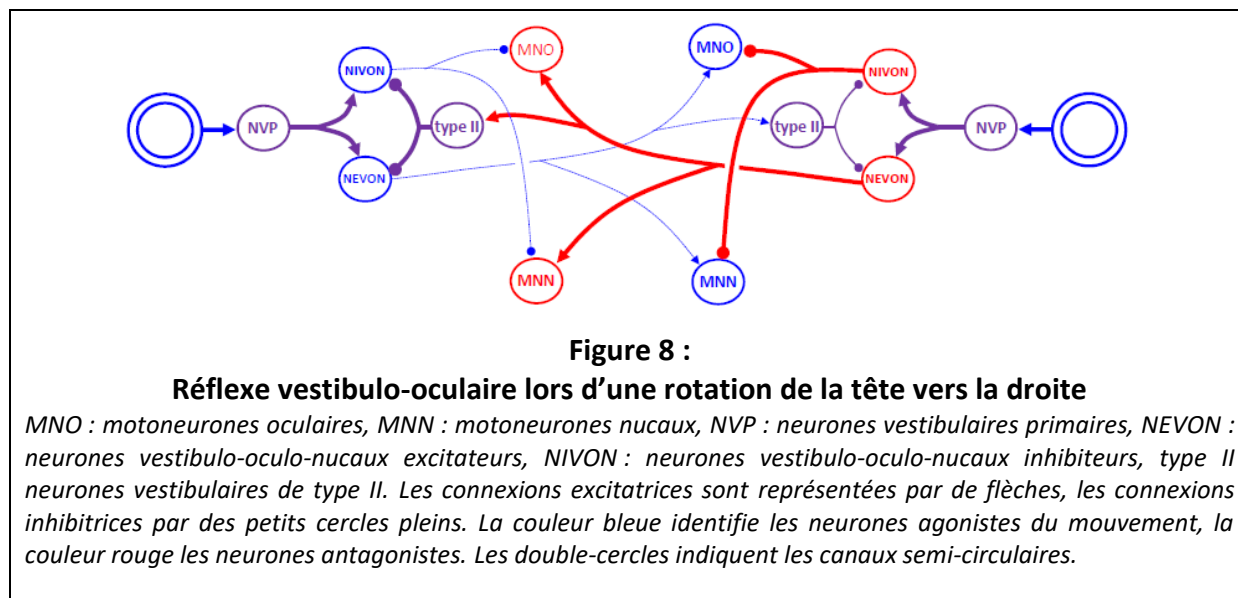 MNO
MNO
NIVON
NIVON
NVP
type II
type II
NVP
NEVON
NEVON
MNN
MNN
Figure 8 :
Réflexe vestibulo-oculaire lors d’une rotation de la tête vers la droite
MNO : motoneurones oculaires, MNN : motoneurones nucaux, NVP : neurones vestibulaires primaires, NEVON :
neurones vestibulo-oculo-nucaux excitateurs, NIVON : neurones vestibulo-oculo-nucaux inhibiteurs, type II
neurones vestibulaires de type II. Les connexions excitatrices sont représentées par de flèches, les connexions
inhibitrices par des petits cercles pleins. La couleur bleue identifie les neurones agonistes du mouvement, la
couleur rouge les neurones antagonistes. Les double-cercles indiquent les canaux semi-circulaires.